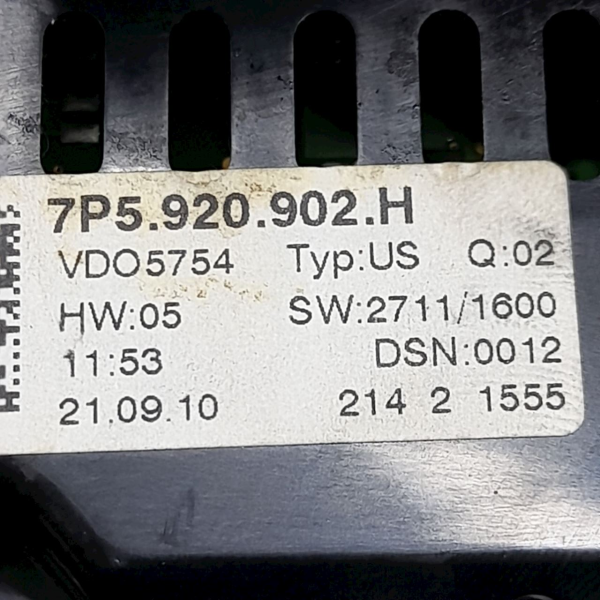 7P5.920.902.H
VDO5754 Typ:US Q:02
HW:05 SW:2711/1600
11:53 DSN:0012
21.09.10 214 2 1555